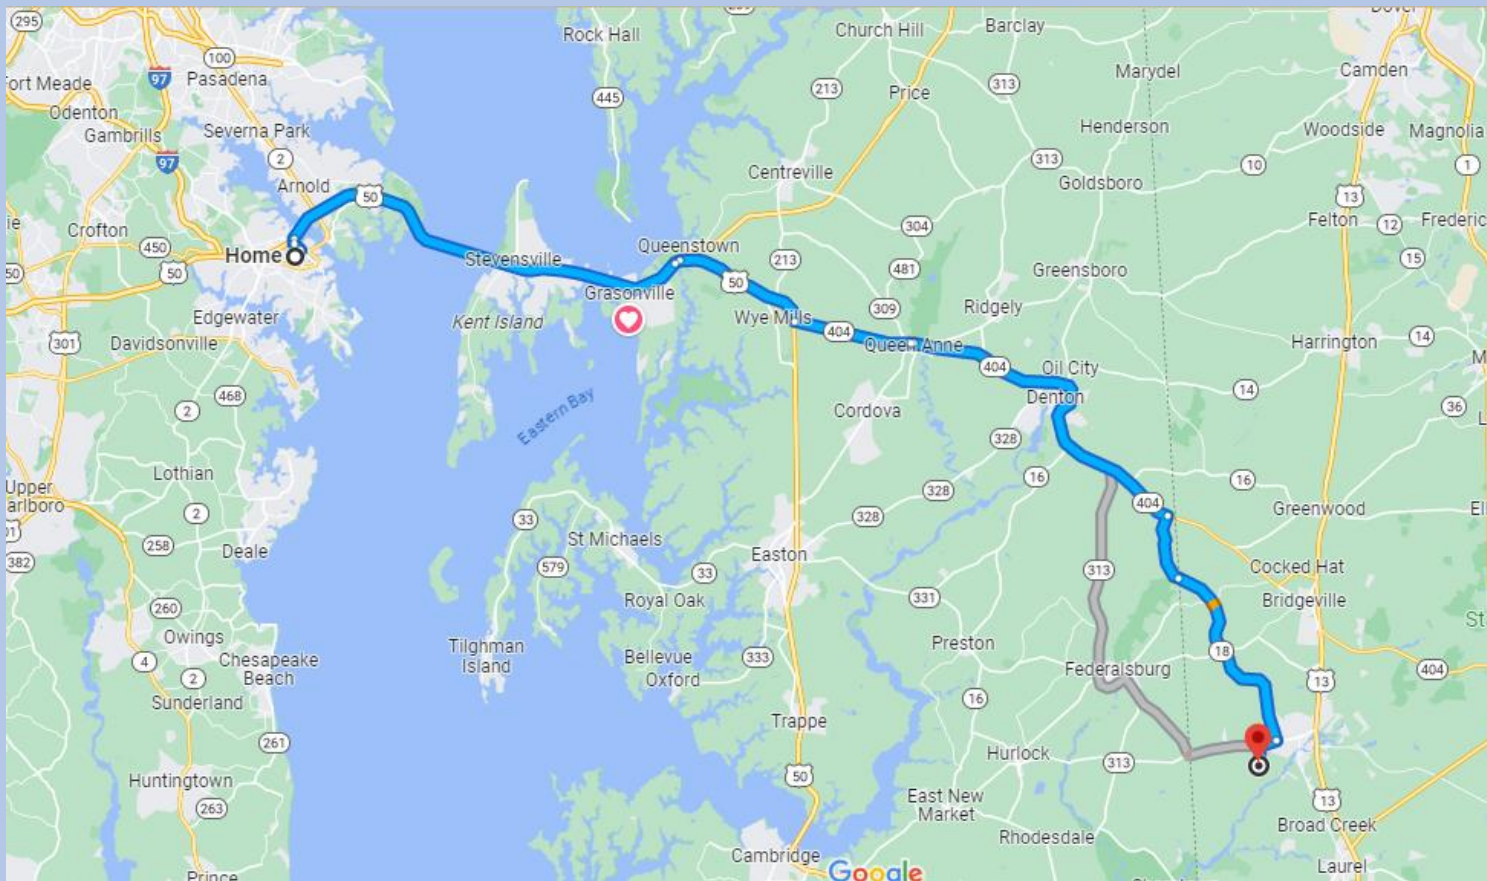 295
Rock Hall
Church Hill
Barclay
100
97
Pasadena
Fort Meade
Marydel
Camden
213
313
445
Price
Odenton
Gambrills
Severna Park
Henderson
Woodside
Magnolia
97
2
Centreville
313
10
1
Arnold
50
Goldsboro
13
Crofton
304
Felton
12
Frederic
450
Home
Queenstown
213
50
50
Stevensville
50
481
Greensboro
15
Grasonville
309
Ridgely
Edgewater
Kent Island
Wye Mills
404
301
Davidsonville
Queen Anne
Harrington
14
404
Oil City
468
Eastern Bay
Denton
14
2
Cordova
36
328
Lothian
16
16
Upper
328
404
arlboro
2
33
328
Greenwood
St Michaels
258
Deale
Easton
382
579
33
313
Cocked Hat
331
Bridgeville
260
Royal Oak
Owings
Preston
18
Tilghman
Island
Bellevue
333
4
Chesapeake
Beach
Federalsburg
404
2
Oxford
13
Sunderland
16
Trappe
261
Hurlock
313
Huntingtown
50
263
East New
Market
13
Broad Creek
Rhodesdale
Cambridge
Laurel
Google